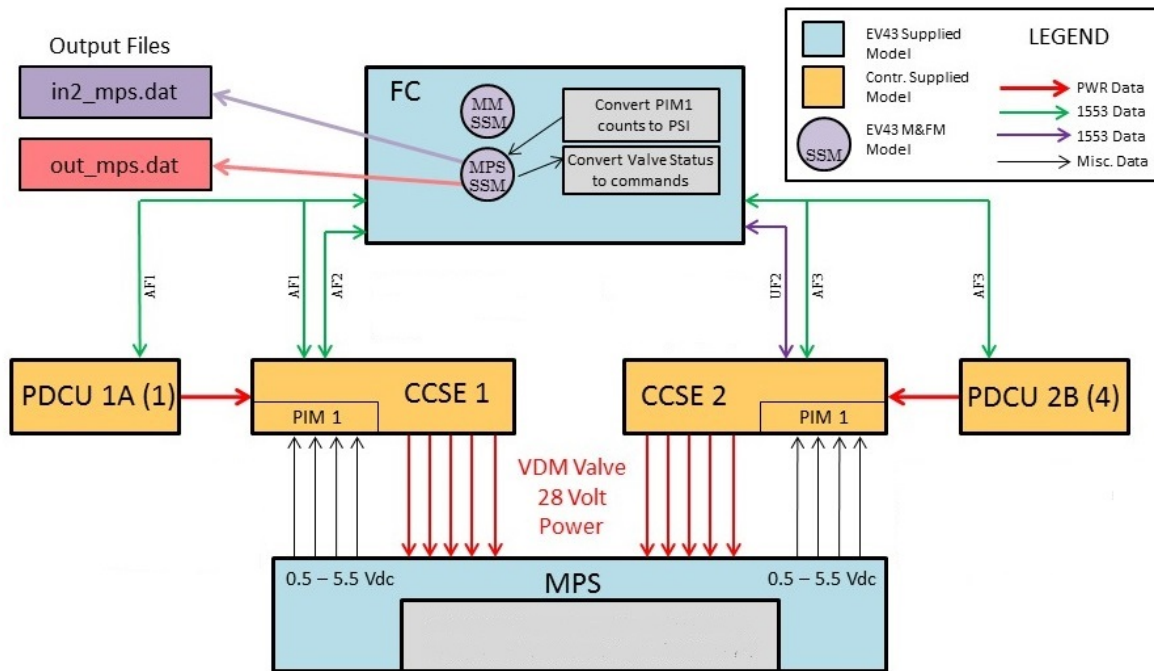 Output Files
in2_mps.dat
out_mps.dat
FC
MM
SSM
MPS
SSM
Convert PIM1
counts to PSI
Convert Valve Status
to commands
EV43 Supplied
Model
Contr. Supplied
Model
SSM
EV43 M&FM
Model
LEGEND
PWR Data
1553 Data
1553 Data
Misc. Data
AF1
AF1
AF2
UF2
AF3
AF3
PDCU 1A (1)
CCSE 1
PIM 1
CCSE 2
PIM 1
PDCU 2B (4)
VDM Valve
28 Volt
Power
0.5 – 5.5 Vdc
MPS
0.5 – 5.5 Vdc